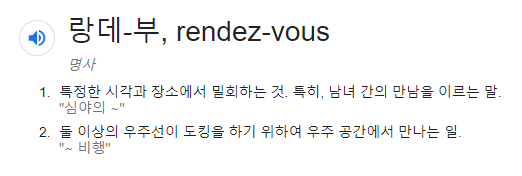 랑데-부, rendez-vous
명사
1. 특정한 시각과 장소에서 밀회하는 것. 특히, 남녀 간의 만남을 이르는 말.
"심야의 ~"
2. 둘 이상의 우주선이 도킹을 하기 위하여 우주 공간에서 만나는 일.
"~ 비행"